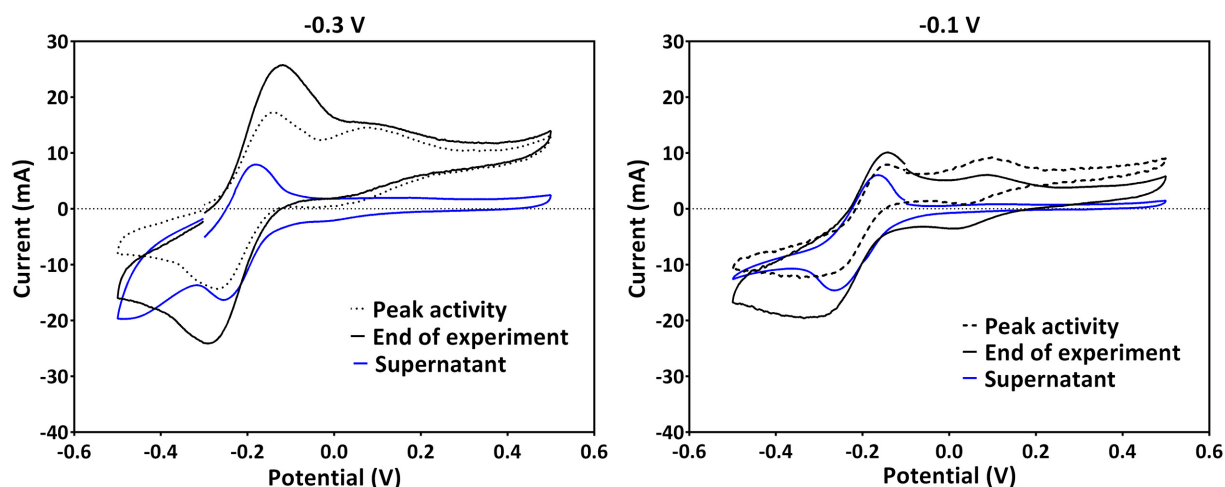 -0.3 V
30
20
10
0
-10
-20
-30
-40
Current (mA)
-0.6 -0.4 -0.2 0.0 0.2 0.4 0.6
Potential (V)
Peak activity
End of experiment
Supernatant
-0.1 V
30
20
10
0
-10
-20
-30
-40
Current (mA)
-0.6 -0.4 -0.2 0.0 0.2 0.4 0.6
Potential (V)
Peak activity
End of experiment
Supernatant